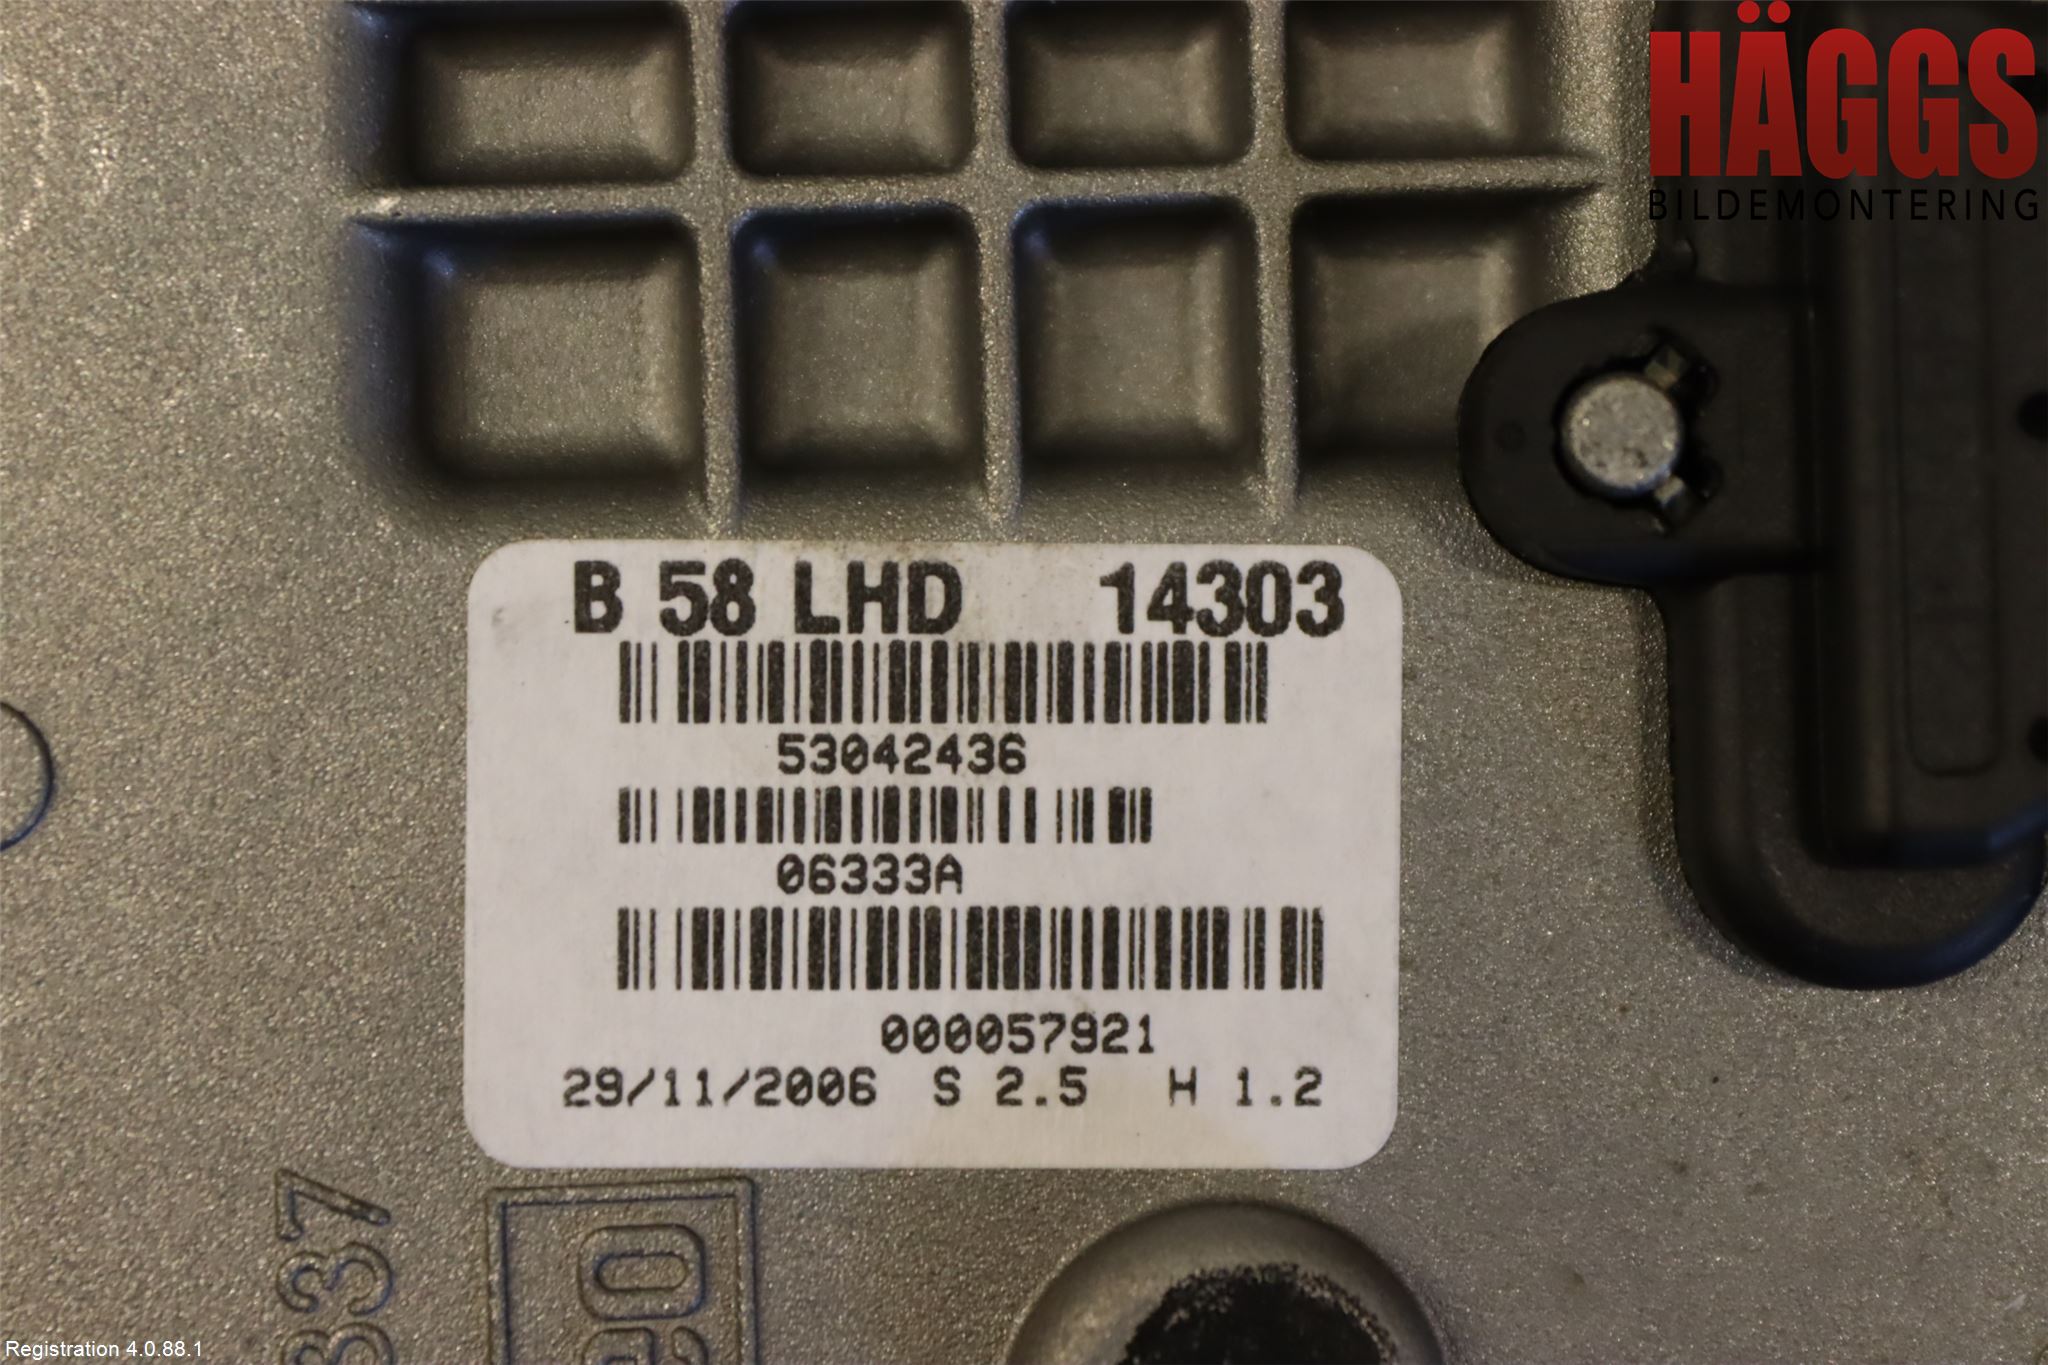 HÄGGS
BILDEMONTERING
B 58 LHD 14303
53042436
06333A
000057921
29/11/2006 S 2.5 H 1.2
337
Registration 4.0.88.1